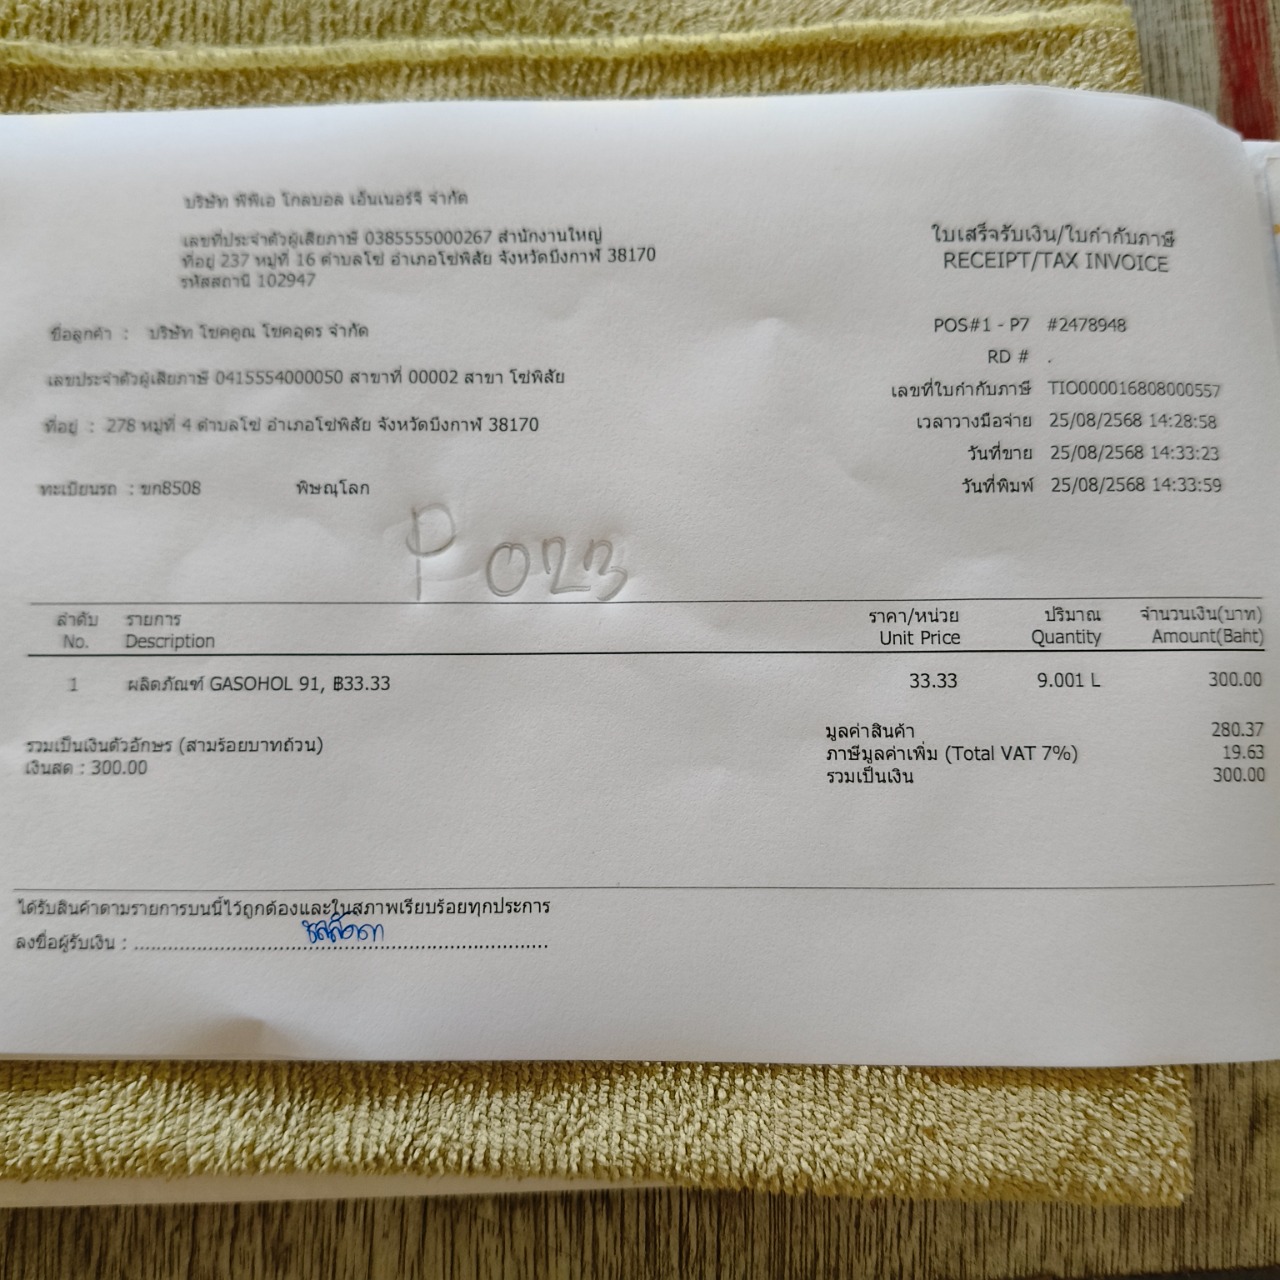 บริษัท พีพีเอ โกลบอล เอ็นเนอร์จี จำกัด
เลขที่ประจำตัวผู้เสียภาษี 0385555000267 สำนักงานใหญ่
ที่อยู่ 237 หมู่ที่ 16 ตำบลโซ่ อำเภอโซ่พิสัย จังหวัดบึงกาฬ 38170
รหัสสถานี 102947
ใบเสร็จรับเงิน/ใบกำกับภาษี
RECEIPT/TAX INVOICE
ชื่อลูกค้า : บริษัท โชคคูณ โชคอุดร จำกัด
เลขประจำตัวผู้เสียภาษี 0415554000050 สาขาที่ 00002 สาขา โซ่พิสัย
ที่อยู่ : 278 หมู่ที่ 4 ตำบลโซ่ อำเภอโซ่พิสัย จังหวัดบึงกาฬ 38170
ทะเบียนรถ : ขก8508 พิษณุโลก
POS#1 - P7 #2478948
RD # .
เลขที่ใบกำกับภาษี TIO000016808000557
เวลาวางมือจ่าย 25/08/2568 14:28:58
วันที่ขาย 25/08/2568 14:33:23
วันที่พิมพ์ 25/08/2568 14:33:59
P 023
ลำดับ รายการ ราคา/หน่วย ปริมาณ จำนวนเงิน(บาท)
No. Description Unit Price Quantity Amount(Baht)
1 ผลิตภัณฑ์ GASOHOL 91, ฿33.33 33.33 9.001 L 300.00
รวมเป็นเงินตัวอักษร (สามร้อยบาทถ้วน)
เงินสด : 300.00
มูลค่าสินค้า 280.37
ภาษีมูลค่าเพิ่ม (Total VAT 7%) 19.63
รวมเป็นเงิน 300.00
ได้รับสินค้าตามรายการบนนี้ไว้ถูกต้องและในสภาพเรียบร้อยทุกประการ
ลงชื่อผู้รับเงิน :